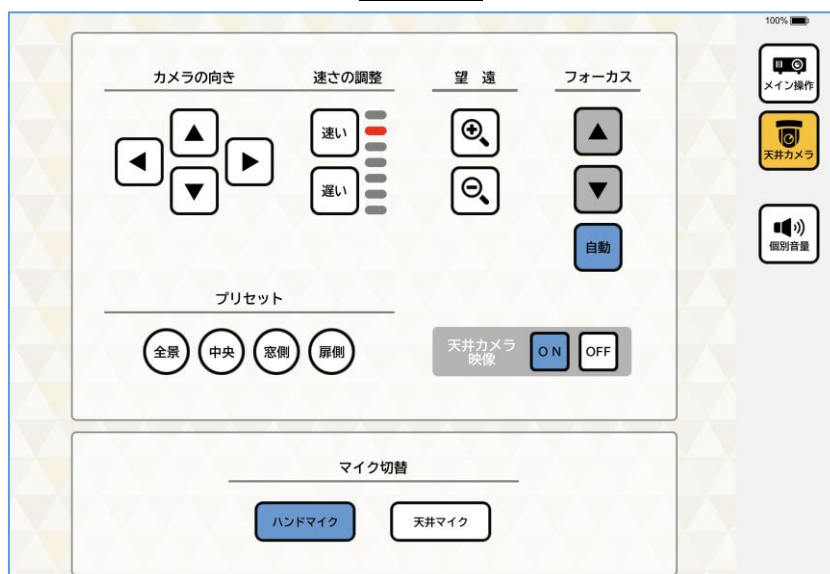 100%
カメラの向き
速さの調整
望 遠
フォーカス
速い
遅い
自動
プリセット
全景
中央
窓側
扉側
天井カメラ
映像
ON
OFF
マイク切替
ハンドマイク
天井マイク
メイン操作
天井カメラ
個別音量